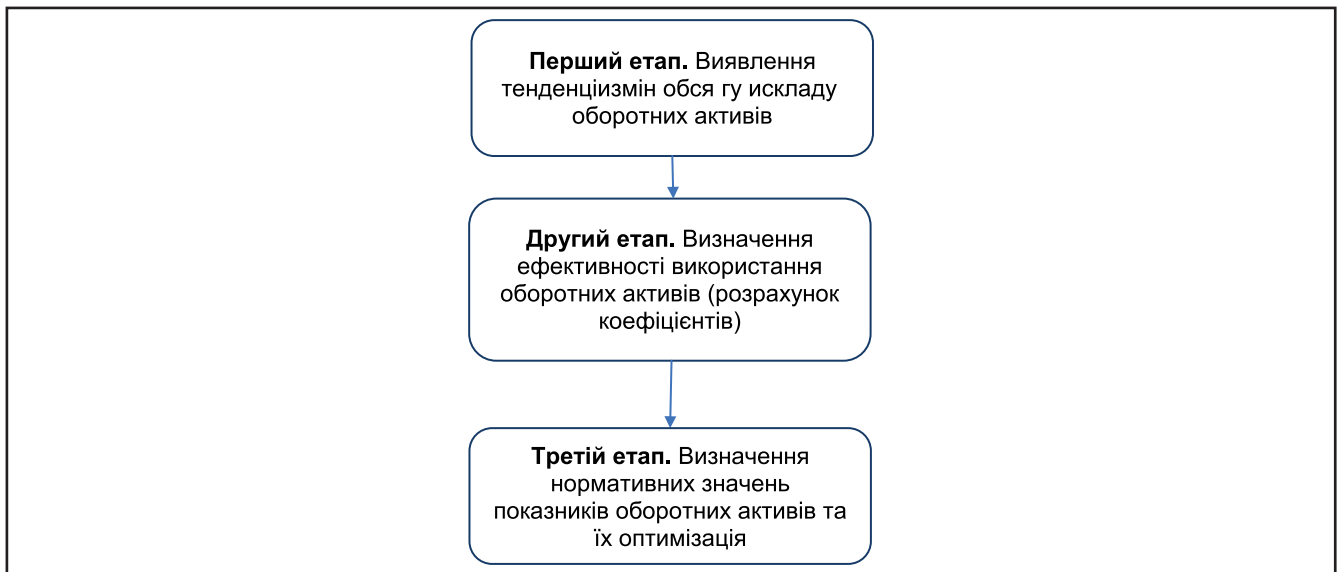 Перший етап. Виявлення
тенденціизмін обся гу искладу
оборотних активів
Другий етап. Визначення
ефективності використання
оборотних активів (розрахунок
коефіцієнтів)
Третій етап. Визначення
нормативних значень
показників оборотних активів та
їх оптимізація